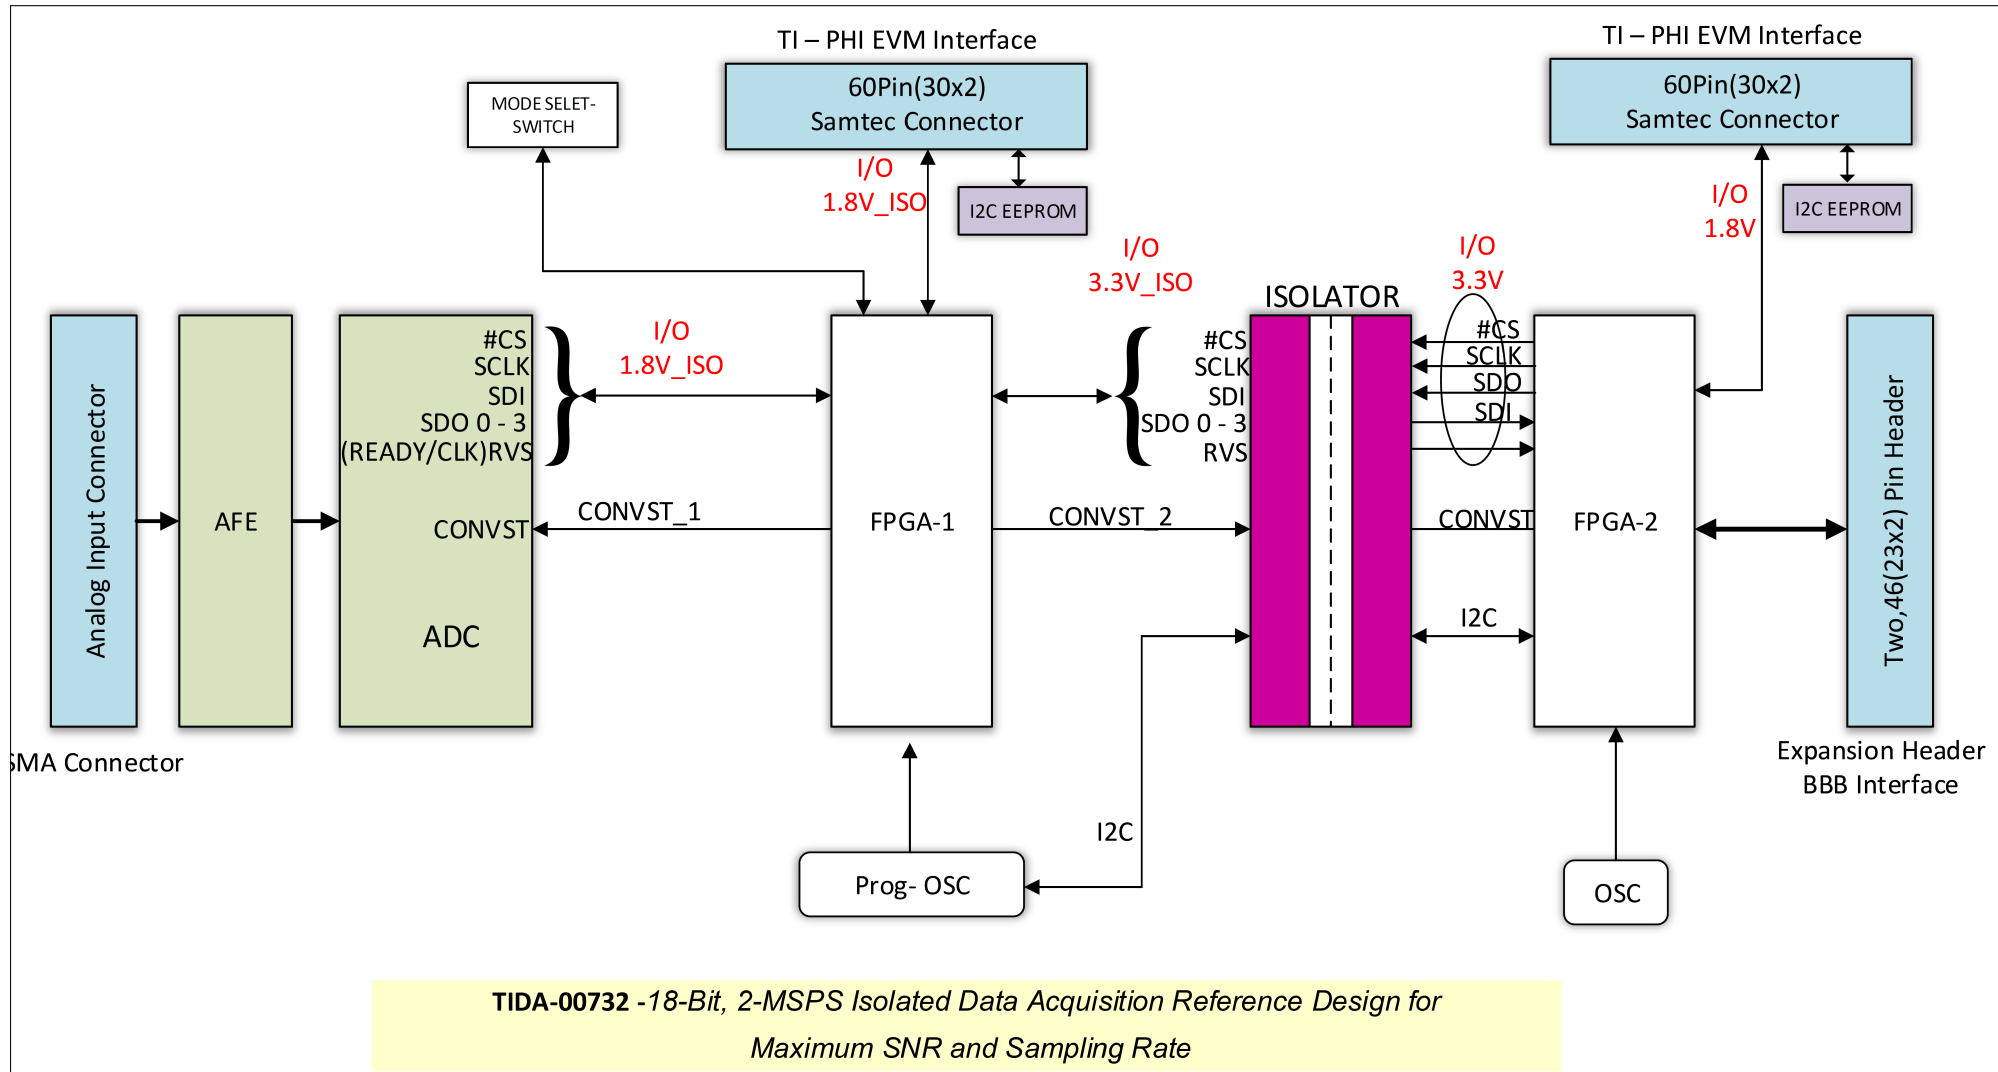 TI – PHI EVM Interface
60Pin(30x2)
Samtec Connector
TI – PHI EVM Interface
60Pin(30x2)
Samtec Connector
MODE SELET-
SWITCH
I/O
1.8V_ISO
I2C EEPROM
I/O
1.8V
I2C EEPROM
I/O
3.3V_ISO
I/O
3.3V
ISOLATOR
Analog Input Connector
AFE
#CS
SCLK
SDI
SDO 0 - 3
(READY/CLK)RVS
CONVST
ADC
I/O
1.8V_ISO
CONVST_1
FPGA-1
CONVST_2
#CS
SCLK
SDI
SDO 0 - 3
RVS
#CS
SCLK
SDO
SDI
CONVST
I2C
FPGA-2
Two,46(23x2) Pin Header
SMA Connector
Expansion Header
BBB Interface
I2C
Prog- OSC
OSC
TIDA-00732 -18-Bit, 2-MSPS Isolated Data Acquisition Reference Design for
Maximum SNR and Sampling Rate